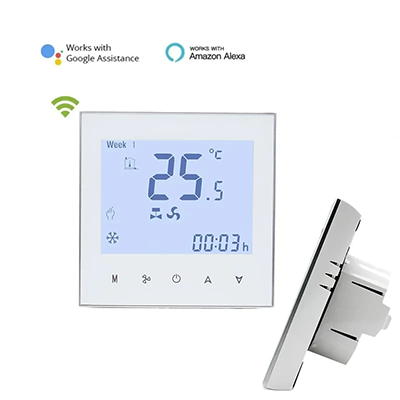 Works with
Google Assistance
WORKS WITH
Amazon Alexa
Week 1
25.5 °C
00:03h
M